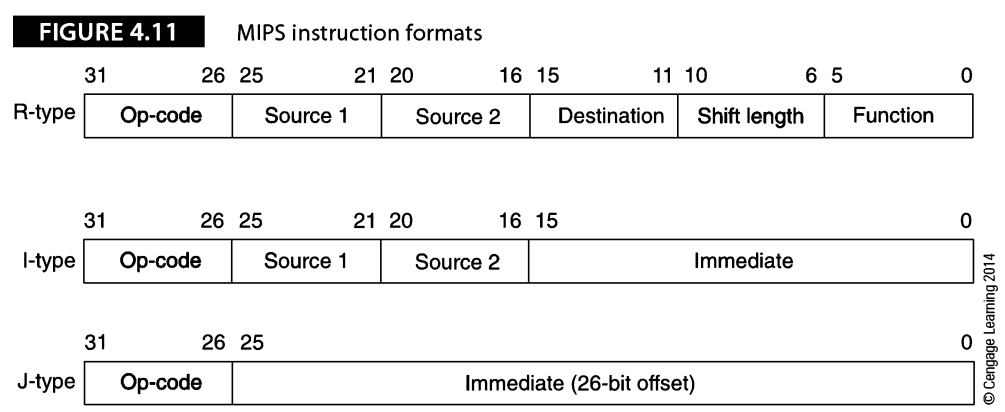 FIGURE 4.11 MIPS instruction formats
31 26 25 21 20 16 15 11 10 6 5 0
R-type Op-code Source 1 Source 2 Destination Shift length Function
31 26 25 21 20 16 15 0
I-type Op-code Source 1 Source 2 Immediate
31 26 25 0
J-type Op-code Immediate (26-bit offset)
© Cengage Learning 2014